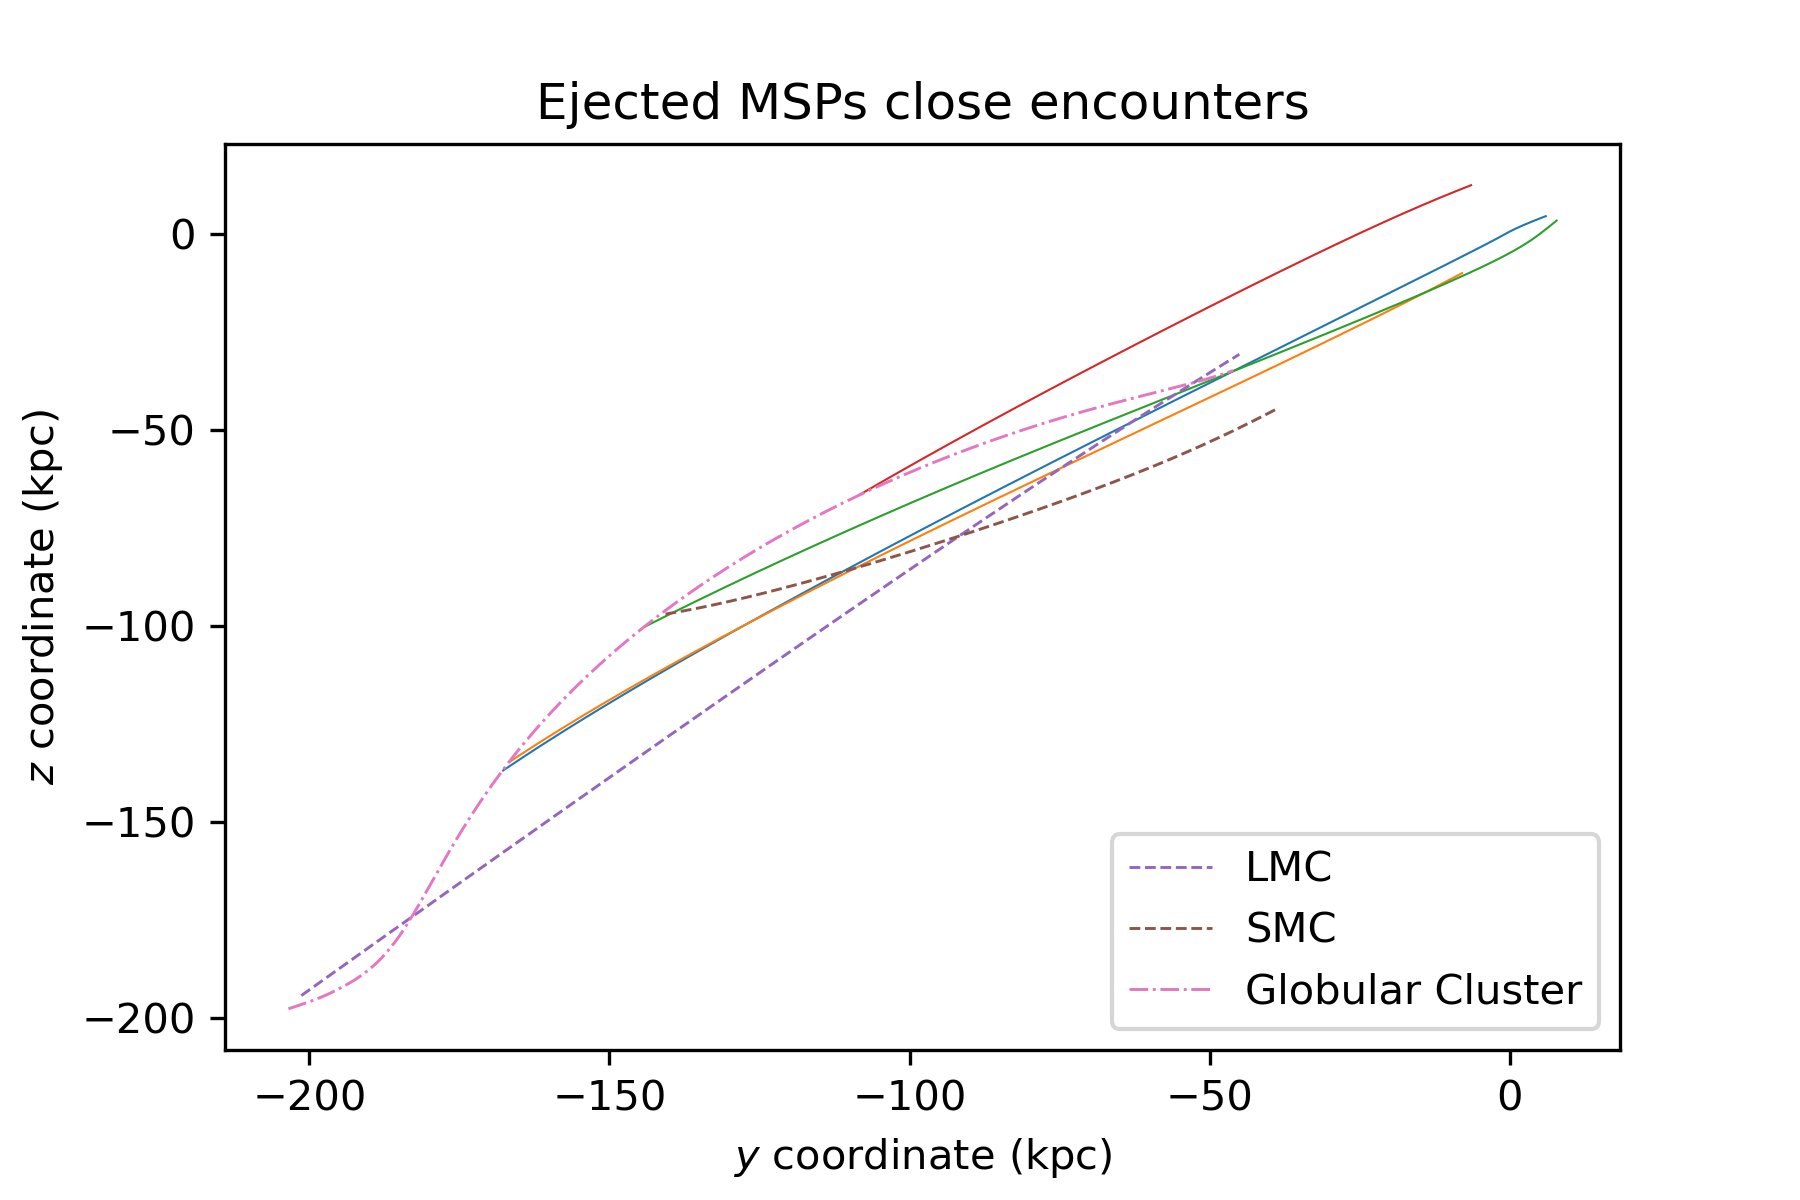 Ejected MSPs close encounters
0
−50
−100
−150
−200
z coordinate (kpc)
LMC
SMC
Globular Cluster
−200 −150 −100 −50 0
y coordinate (kpc)